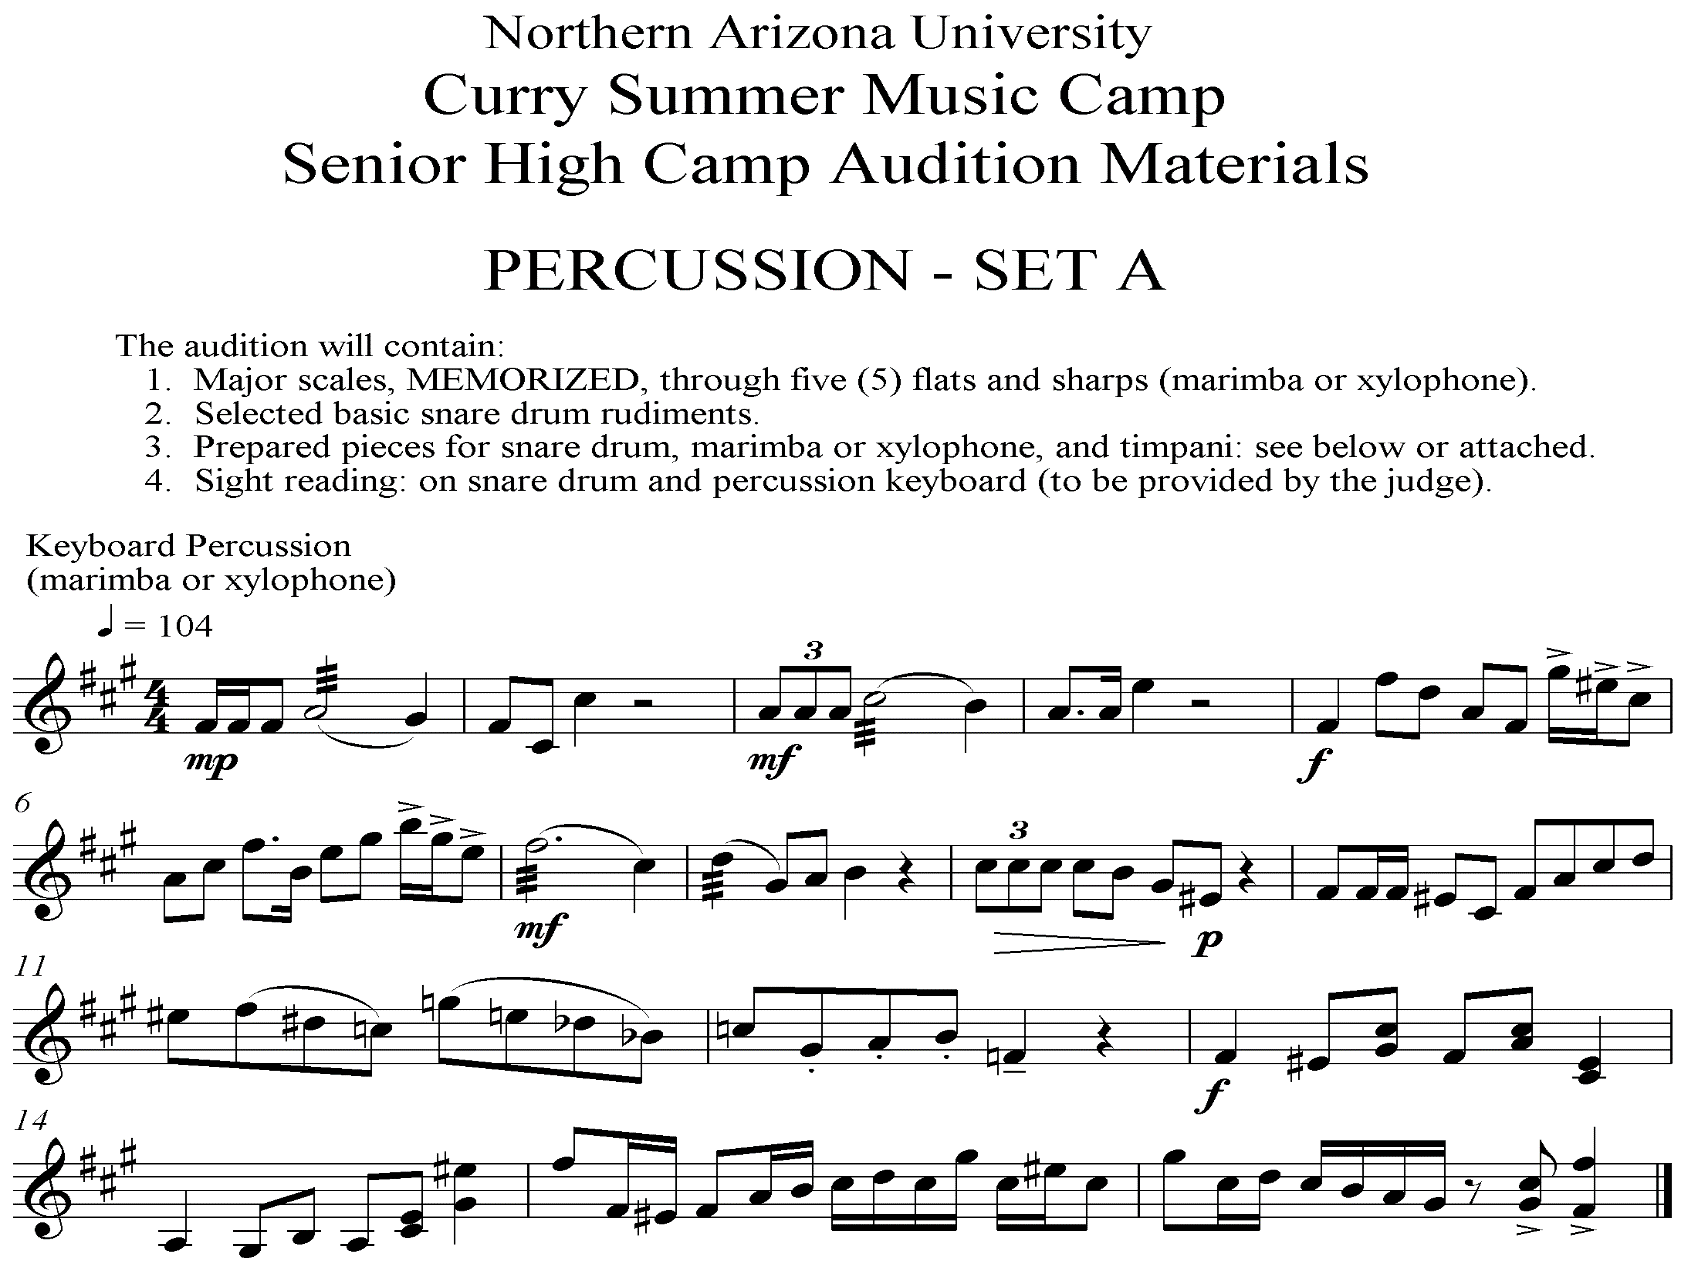 Northern Arizona University
Curry Summer Music Camp
Senior High Camp Audition Materials
PERCUSSION - SET A
The audition will contain:
1. Major scales, MEMORIZED, through five (5) flats and sharps (marimba or xylophone).
2. Selected basic snare drum rudiments.
3. Prepared pieces for snare drum, marimba or xylophone, and timpani: see below or attached.
4. Sight reading: on snare drum and percussion keyboard (to be provided by the judge).
Keyboard Percussion
(marimba or xylophone)
♩ = 104
3
4
4
mp mf f
6
3
mf p
11
f
14